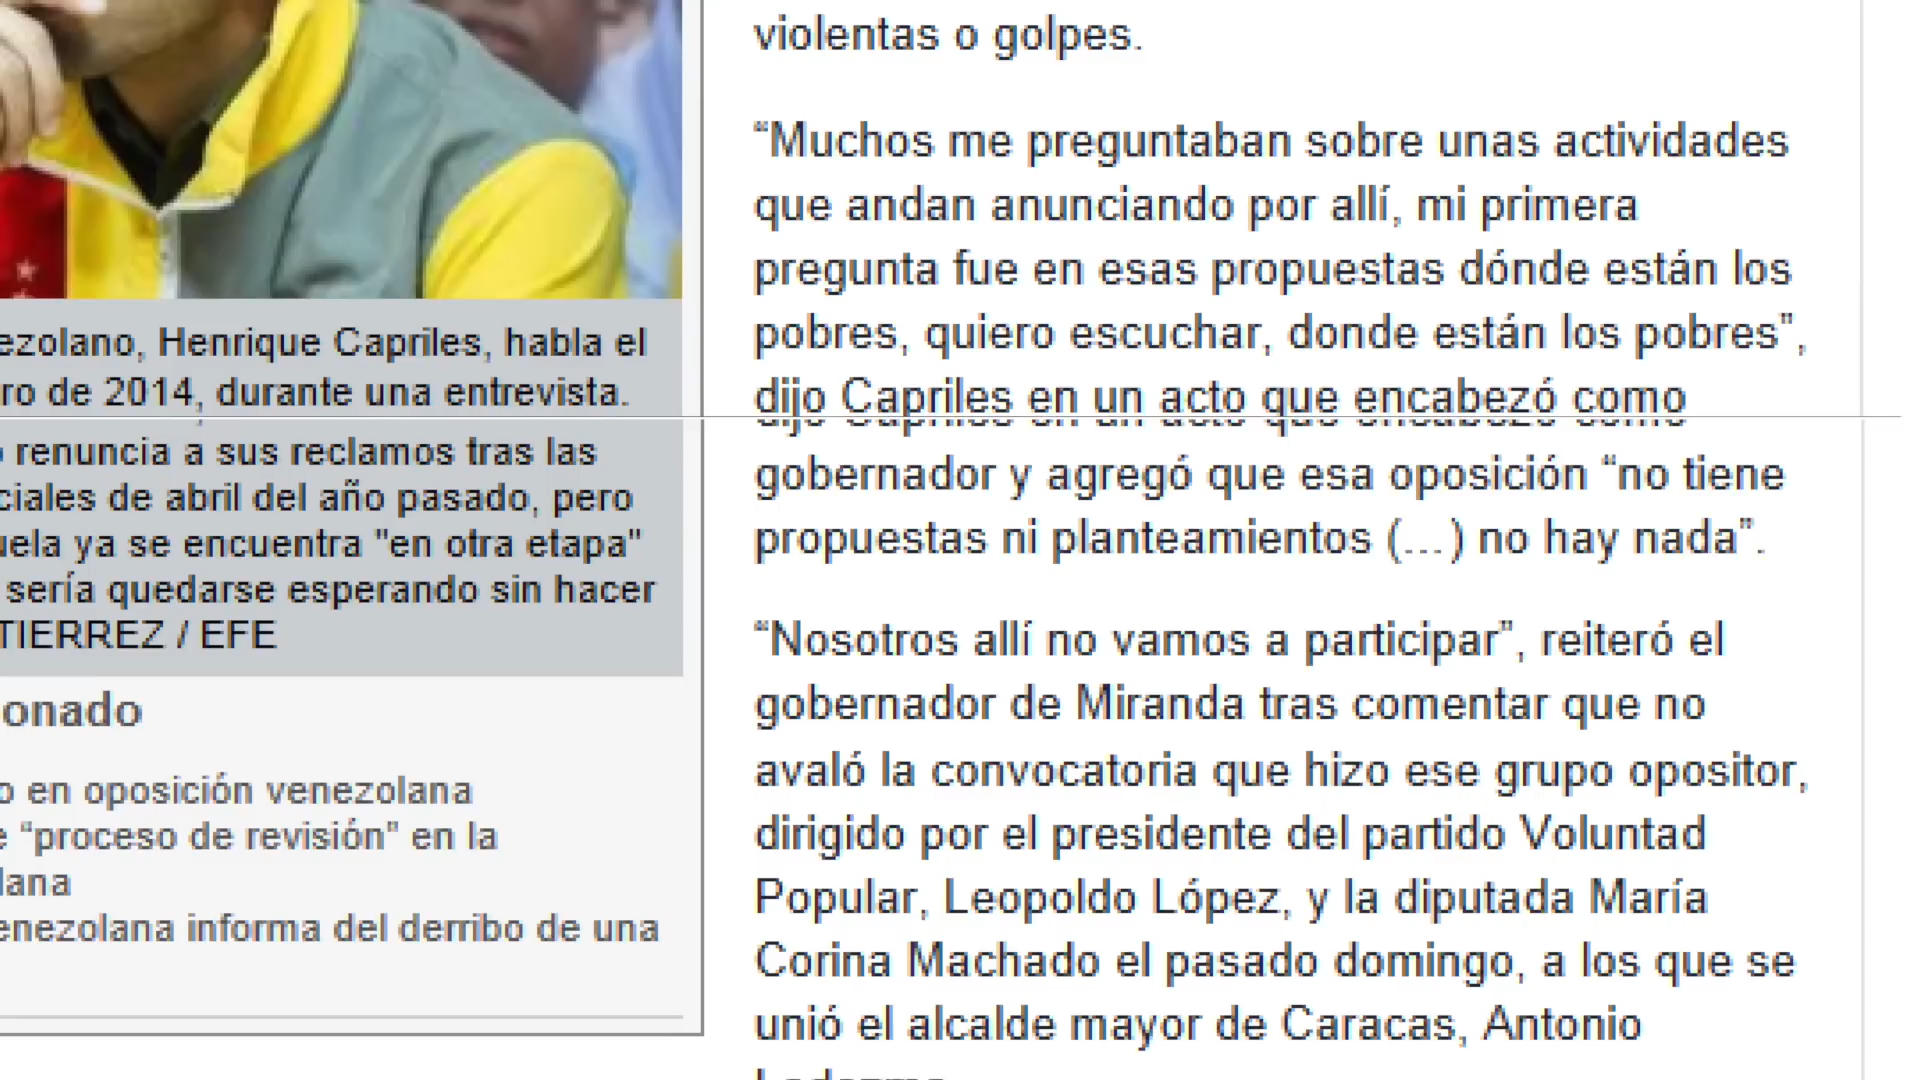 ezolano, Henrique Capriles, habla el
ro de 2014, durante una entrevista.
renuncia a sus reclamos tras las
ciales de abril del año pasado, pero
uela ya se encuentra "en otra etapa"
sería quedarse esperando sin hacer
TIERREZ / EFE
onado
o en oposición venezolana
e “proceso de revisión” en la
lana
enezolana informa del derribo de una
violentas o golpes.
“Muchos me preguntaban sobre unas actividades
que andan anunciando por allí, mi primera
pregunta fue en esas propuestas dónde están los
pobres, quiero escuchar, donde están los pobres”,
dijo Capriles en un acto que encabezó como
gobernador y agregó que esa oposición “no tiene
propuestas ni planteamientos (...) no hay nada”.
“Nosotros allí no vamos a participar”, reiteró el
gobernador de Miranda tras comentar que no
avaló la convocatoria que hizo ese grupo opositor,
dirigido por el presidente del partido Voluntad
Popular, Leopoldo López, y la diputada María
Corina Machado el pasado domingo, a los que se
unió el alcalde mayor de Caracas, Antonio